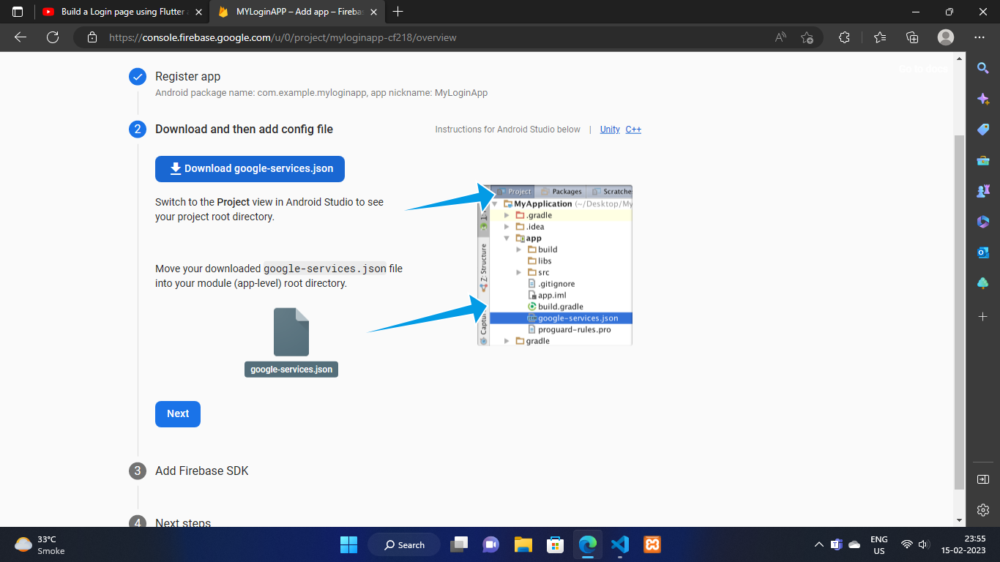 Build a Login page using Flutter
MYLoginAPP – Add app – Fireba
https://console.firebase.google.com/u/0/project/myloginapp-cf218/overview
Go to docs
Register app
Android package name: com.example.myloginapp, app nickname: MyLoginApp
2 Download and then add config file
Instructions for Android Studio below | Unity C++
Download google-services.json
Switch to the Project view in Android Studio to see
your project root directory.
Move your downloaded google-services.json file
into your module (app-level) root directory.
google-services.json
Project Packages Scratche
MyApplication (~/Desktop/My
.gradle
.idea
app
build
libs
src
.gitignore
app.iml
build.gradle
google-services.json
proguard-rules.pro
gradle
Z: Structure
Captu
Next
3 Add Firebase SDK
4 Next steps
33°C
Smoke
Search
ENG
US
23:55
15-02-2023